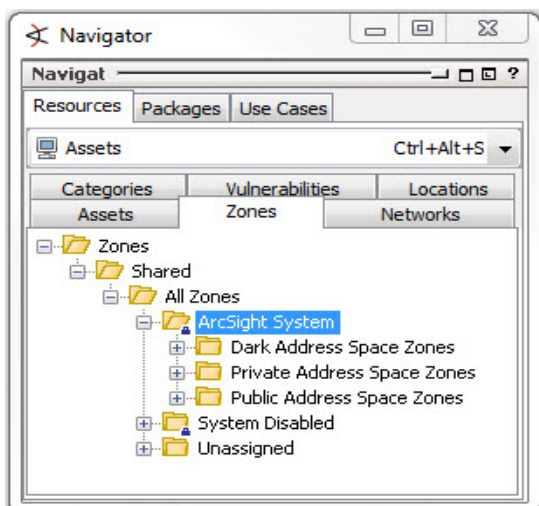 Navigator
Navigat ?
Resources Packages Use Cases
Assets Ctrl+Alt+S
Categories Vulnerabilities Locations
Assets Zones Networks
Zones
Shared
All Zones
ArcSight System
Dark Address Space Zones
Private Address Space Zones
Public Address Space Zones
System Disabled
Unassigned